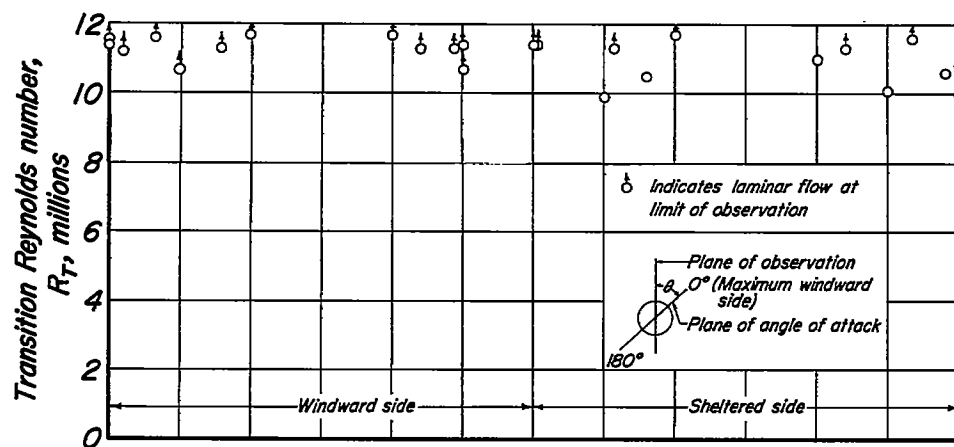 Transition Reynolds number,
R_T, millions
12
10
8
6
4
2
0
Indicates laminar flow at
limit of observation
Plane of observation
θ
0° (Maximum windward
side)
Plane of angle of attack
180°
Windward side
Sheltered side